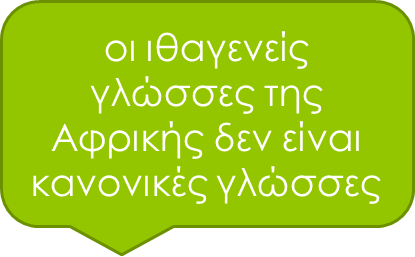 οι ιθαγενείς
γλώσσες της
Αφρικής δεν είναι
κανονικές γλώσσες